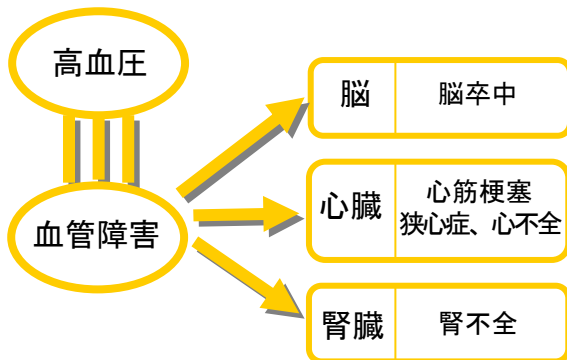 高血圧
血管障害
脳
脳卒中
心臓
心筋梗塞
狭心症、心不全
腎臓
腎不全